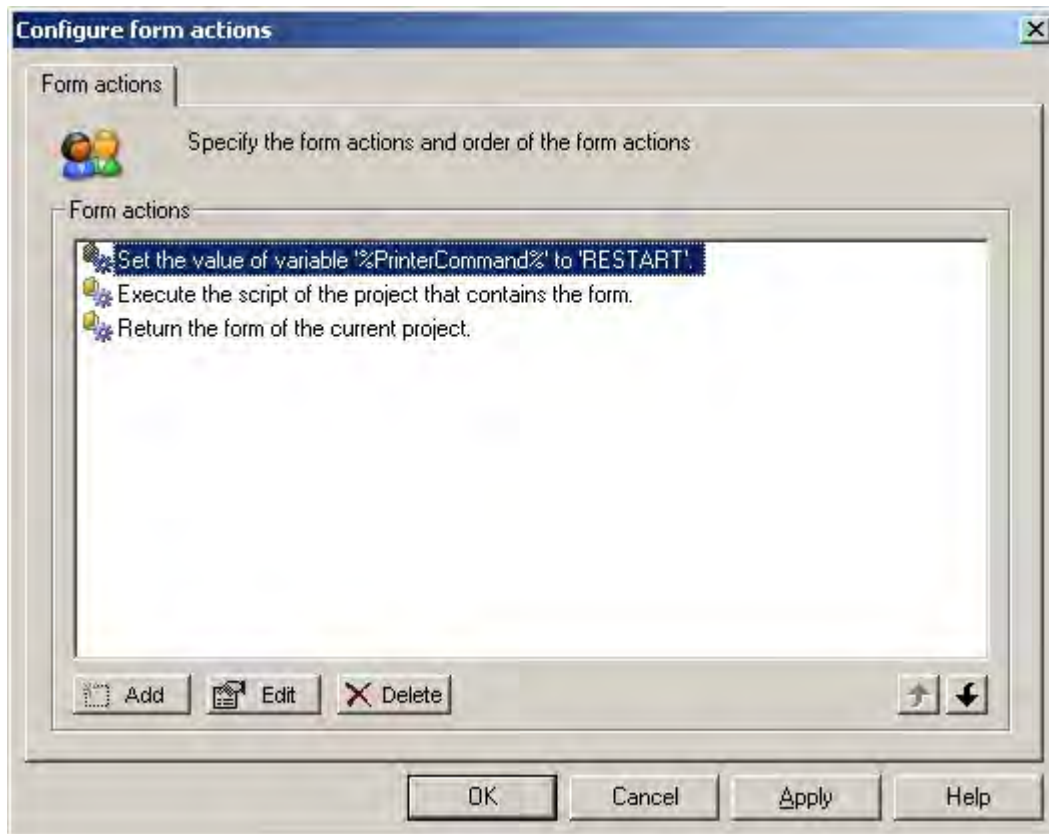 Configure form actions
Form actions
Specify the form actions and order of the form actions
Form actions
Set the value of variable '%PrinterCommand%' to 'RESTART'.
Execute the script of the project that contains the form.
Return the form of the current project.
Add Edit Delete
OK Cancel Apply Help